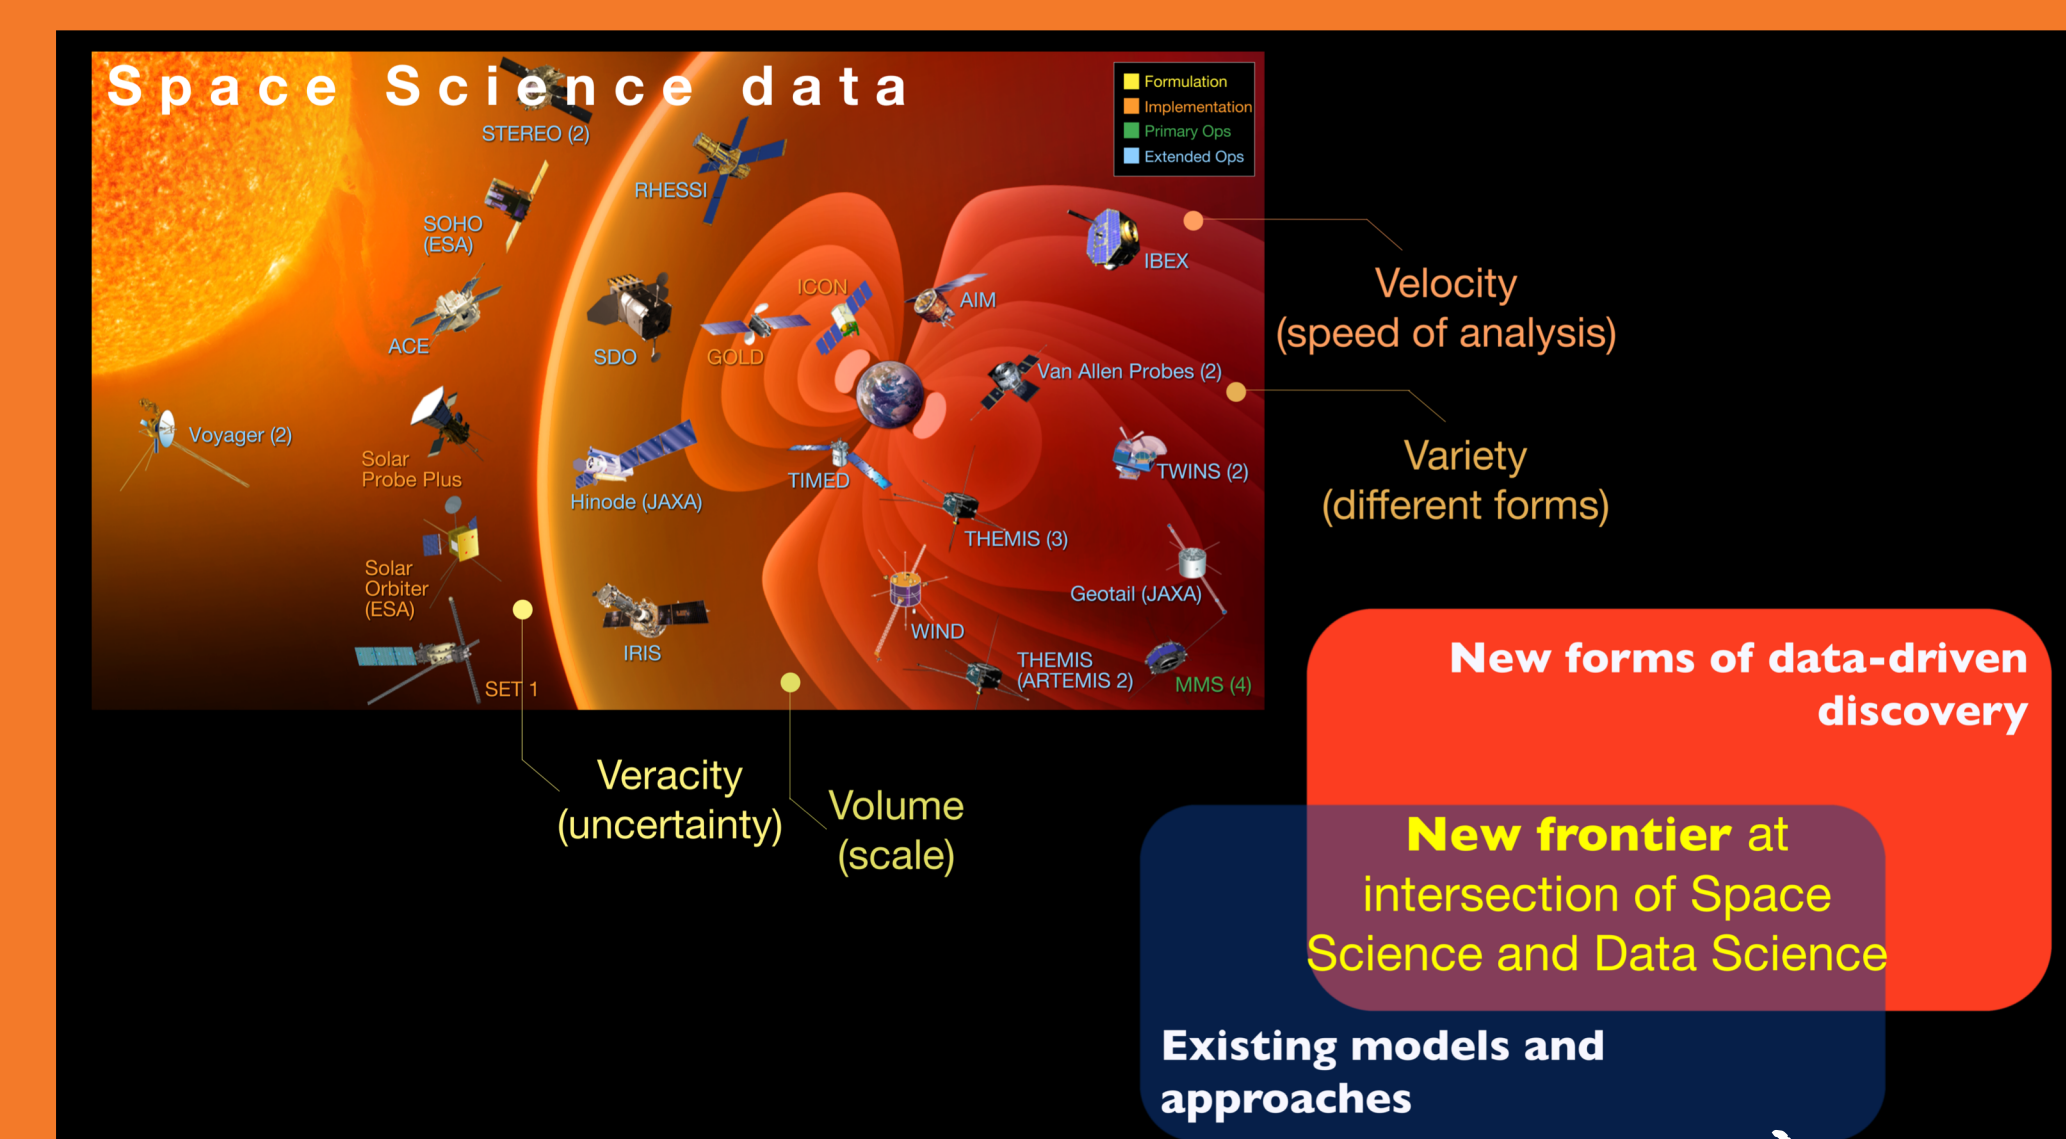 Space Science data
Formulation
Implementation
Primary Ops
Extended Ops
STEREO (2)
RHESSI
SOHO
(ESA)
IBEX
ICON
AIM
ACE
SDO
GOLD
Van Allen Probes (2)
Voyager (2)
Solar
Probe Plus
Hinode (JAXA)
TIMED
TWINS (2)
THEMIS (3)
Solar
Orbiter
(ESA)
Geotail (JAXA)
WIND
IRIS
THEMIS
(ARTEMIS 2)
MMS (4)
SET 1
Velocity
(speed of analysis)
Variety
(different forms)
Veracity
(uncertainty)
Volume
(scale)
New forms of data-driven
discovery
New frontier at
intersection of Space
Science and Data Science
Existing models and
approaches